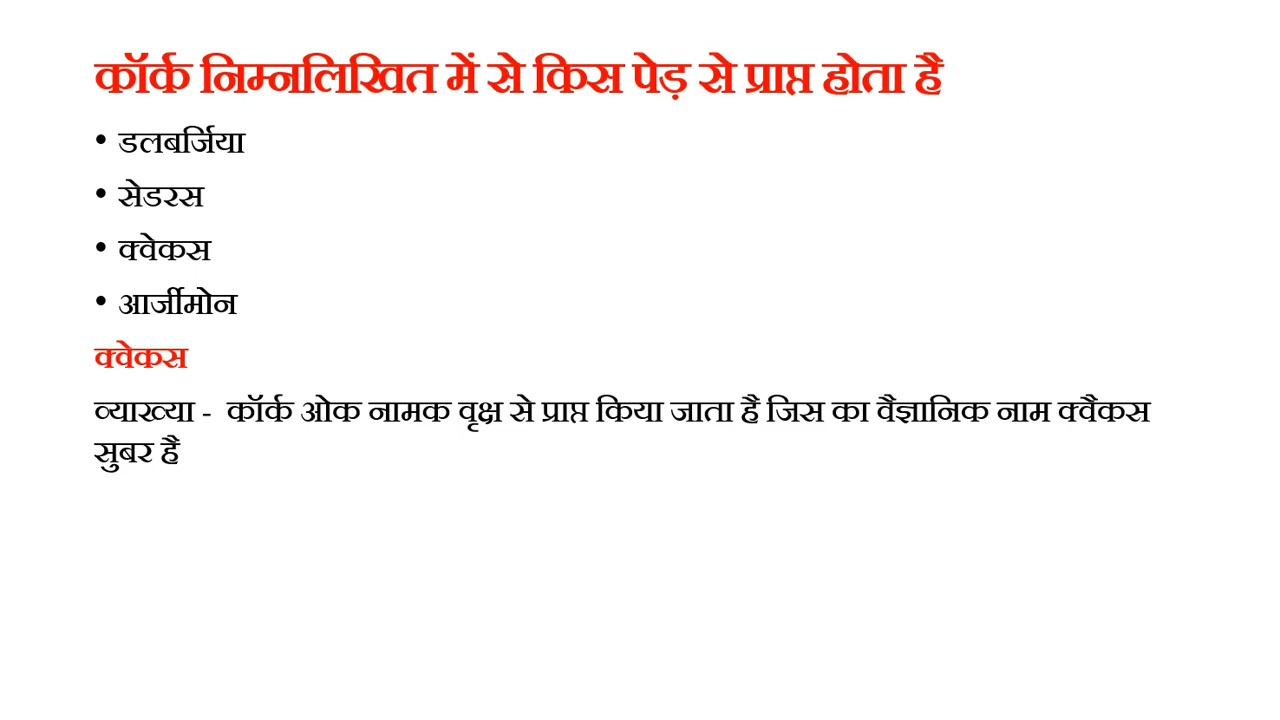 कॉर्क निम्नलिखित में से किस पेड़ से प्राप्त होता है
• डलबर्जिया
• सेडरस
• क्वेकस
• आर्जीमोन
क्वेकस
व्याख्या - कॉर्क ओक नामक वृक्ष से प्राप्त किया जाता है जिस का वैज्ञानिक नाम क्वैकस
सुबर है